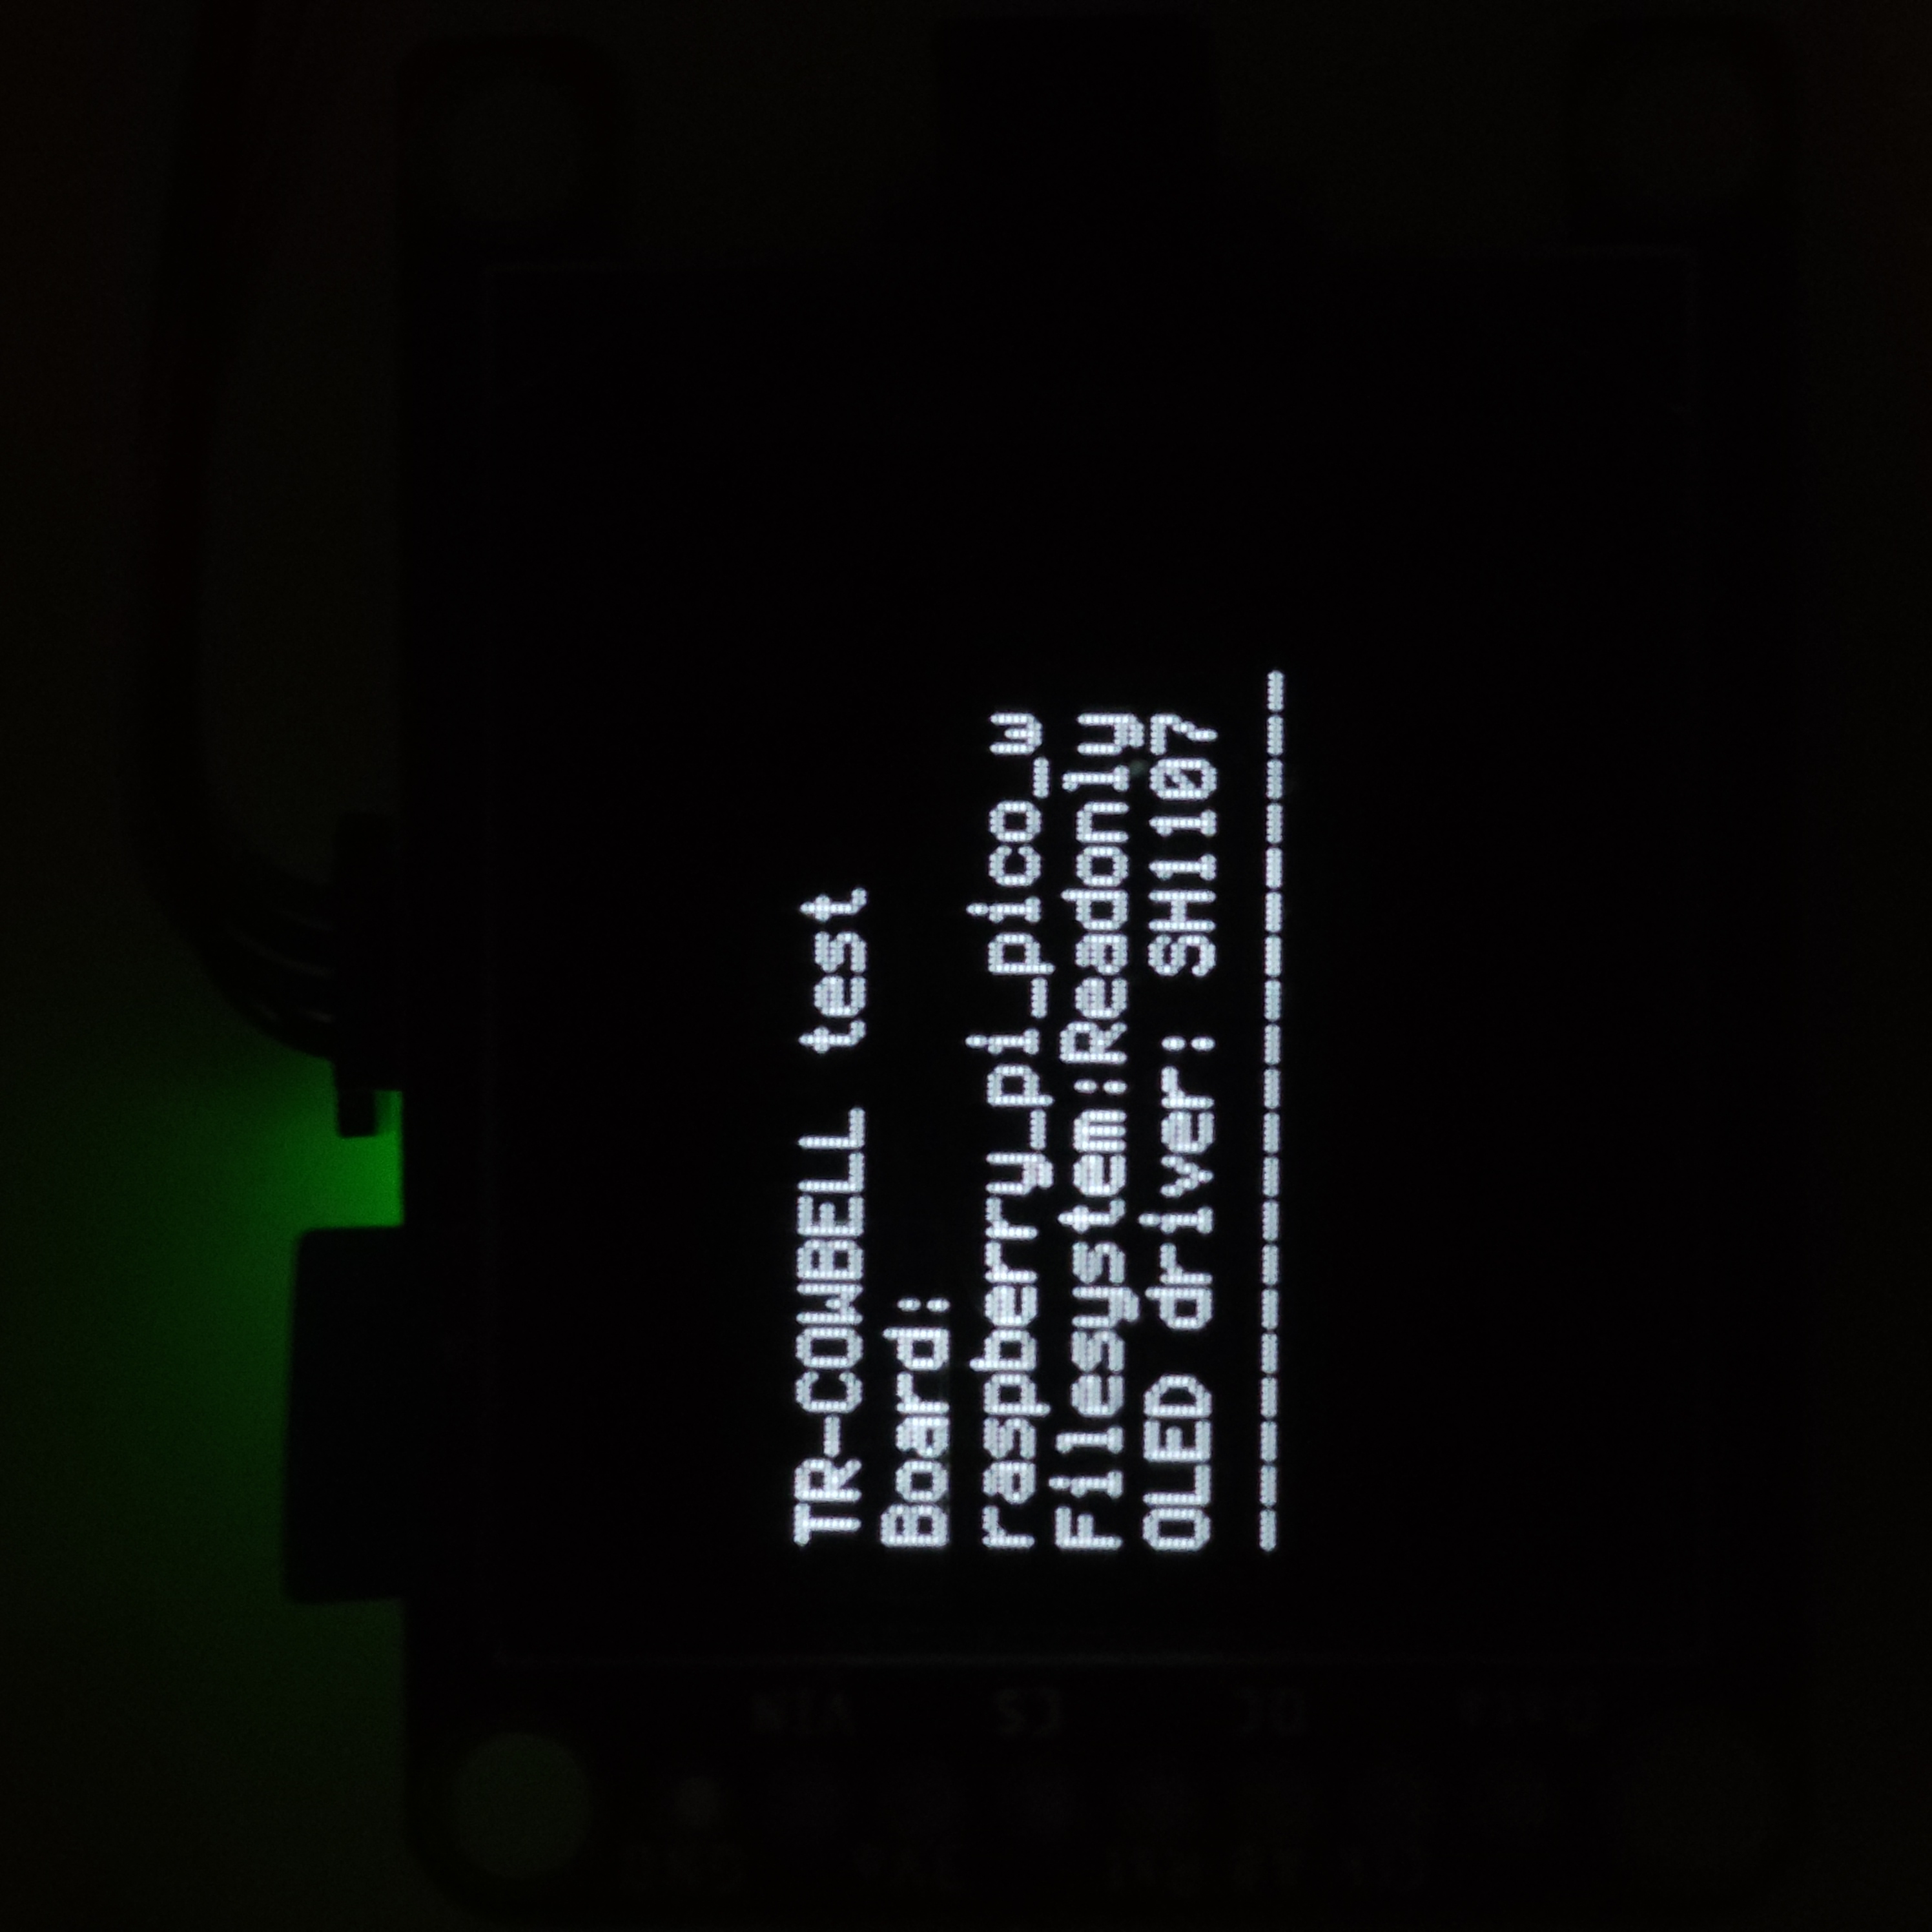 TR-COWBELL test
Board:
raspberry_pi_pico_w
Filesystem:Readonly
OLED driver: SH1107
--------------------